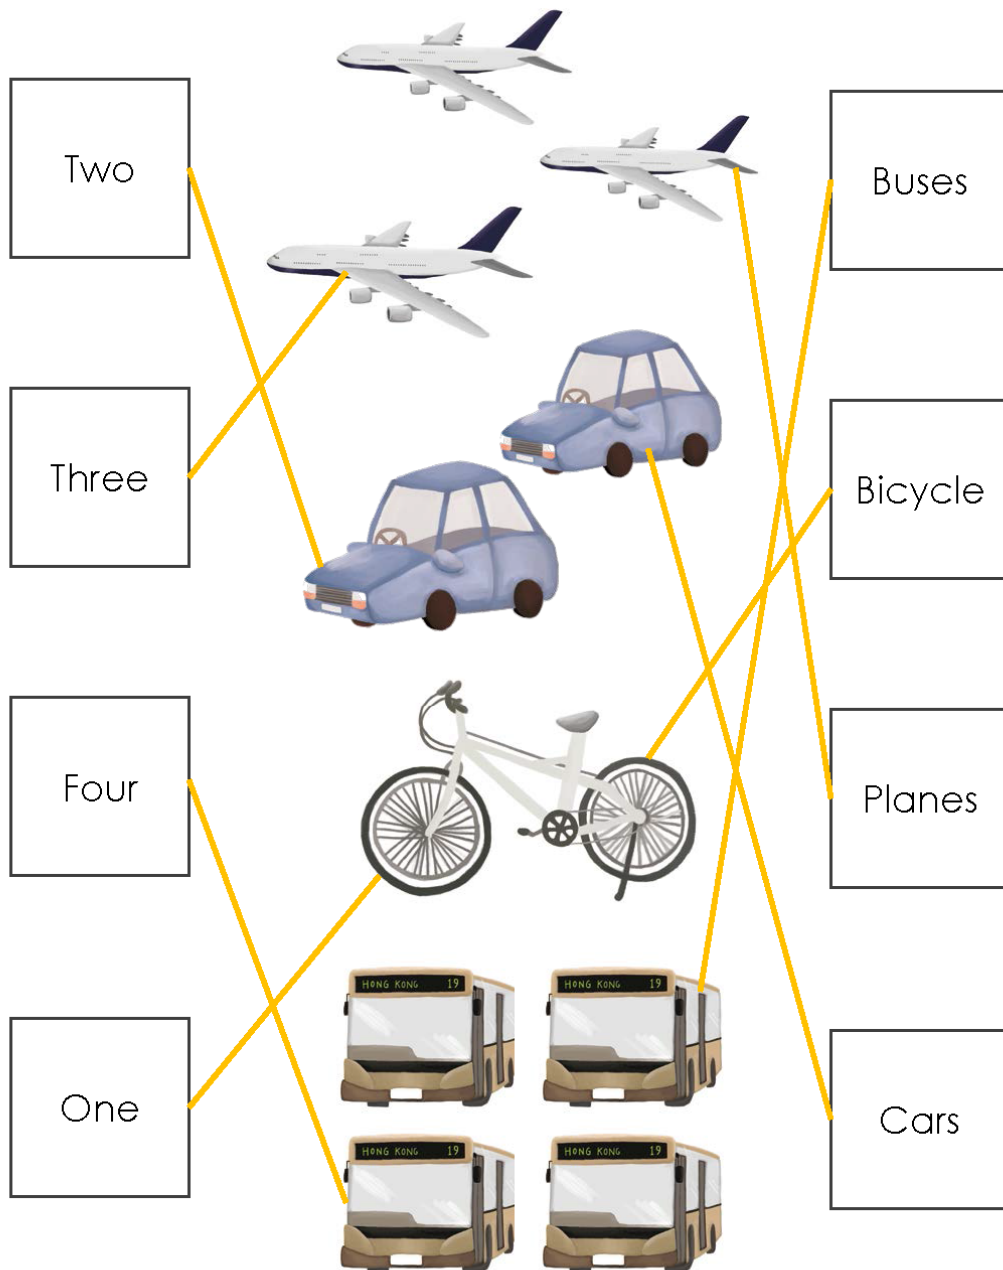 Two
Buses
Three
Bicycle
Four
Planes
HONG KONG 19
HONG KONG 19
One
Cars
HONG KONG 19
HONG KONG 19